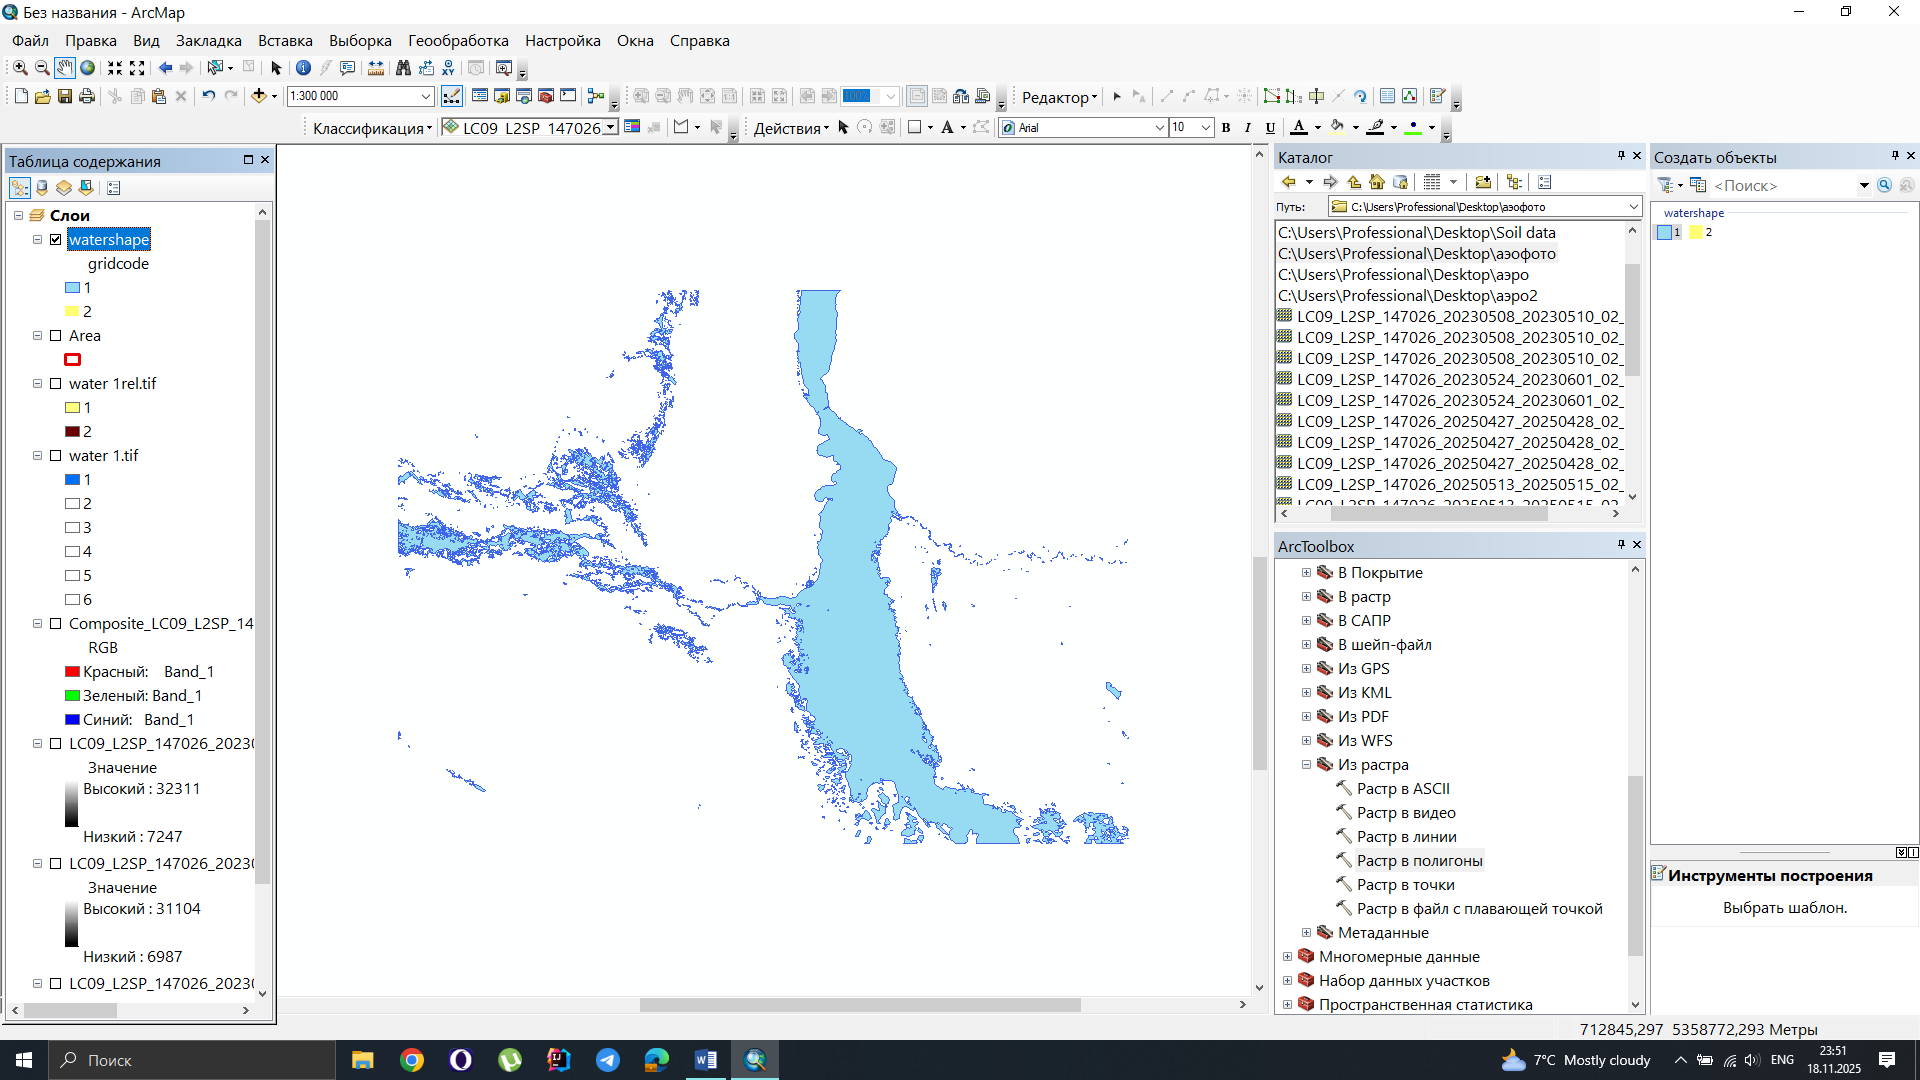 Без названия - ArcMap
Файл Правка Вид Закладка Вставка Выборка Геообработка Настройка Окна Справка
1:300 000
100%
Редактор
Классификация
LC09_L2SP_147026
Действия
Arial
10
B I U A
Таблица содержания
Слои
watershape
gridcode
1
2
Area
water 1rel.tif
1
2
water 1.tif
1
2
3
4
5
6
Composite_LC09_L2SP_14
RGB
Красный: Band_1
Зеленый: Band_1
Синий: Band_1
LC09_L2SP_147026_2023
Значение
Высокий : 32311
Низкий : 7247
LC09_L2SP_147026_2023
Значение
Высокий : 31104
Низкий : 6987
LC09_L2SP_147026_2023
Каталог
Путь: C:\Users\Professional\Desktop\аэофото
C:\Users\Professional\Desktop\Soil data
C:\Users\Professional\Desktop\аэофото
C:\Users\Professional\Desktop\аэро
C:\Users\Professional\Desktop\аэро2
LC09_L2SP_147026_20230508_20230510_02_
LC09_L2SP_147026_20230508_20230510_02_
LC09_L2SP_147026_20230508_20230510_02_
LC09_L2SP_147026_20230524_20230601_02_
LC09_L2SP_147026_20230524_20230601_02_
LC09_L2SP_147026_20250427_20250428_02_
LC09_L2SP_147026_20250427_20250428_02_
LC09_L2SP_147026_20250427_20250428_02_
LC09_L2SP_147026_20250513_20250515_02_
LC09_L2SP_147026_20250513_20250515_02_
ArcToolbox
В Покрытие
В растр
В САПР
В шейп-файл
Из GPS
Из KML
Из PDF
Из WFS
Из растра
Растр в ASCII
Растр в видео
Растр в линии
Растр в полигоны
Растр в точки
Растр в файл с плавающей точкой
Метаданные
Многомерные данные
Набор данных участков
Пространственная статистика
Создать объекты
<Поиск>
watershape
1 2
Инструменты построения
Выбрать шаблон.
712845,297 5358772,293 Метры
Поиск
7°C Mostly cloudy
ENG
23:51
18.11.2025